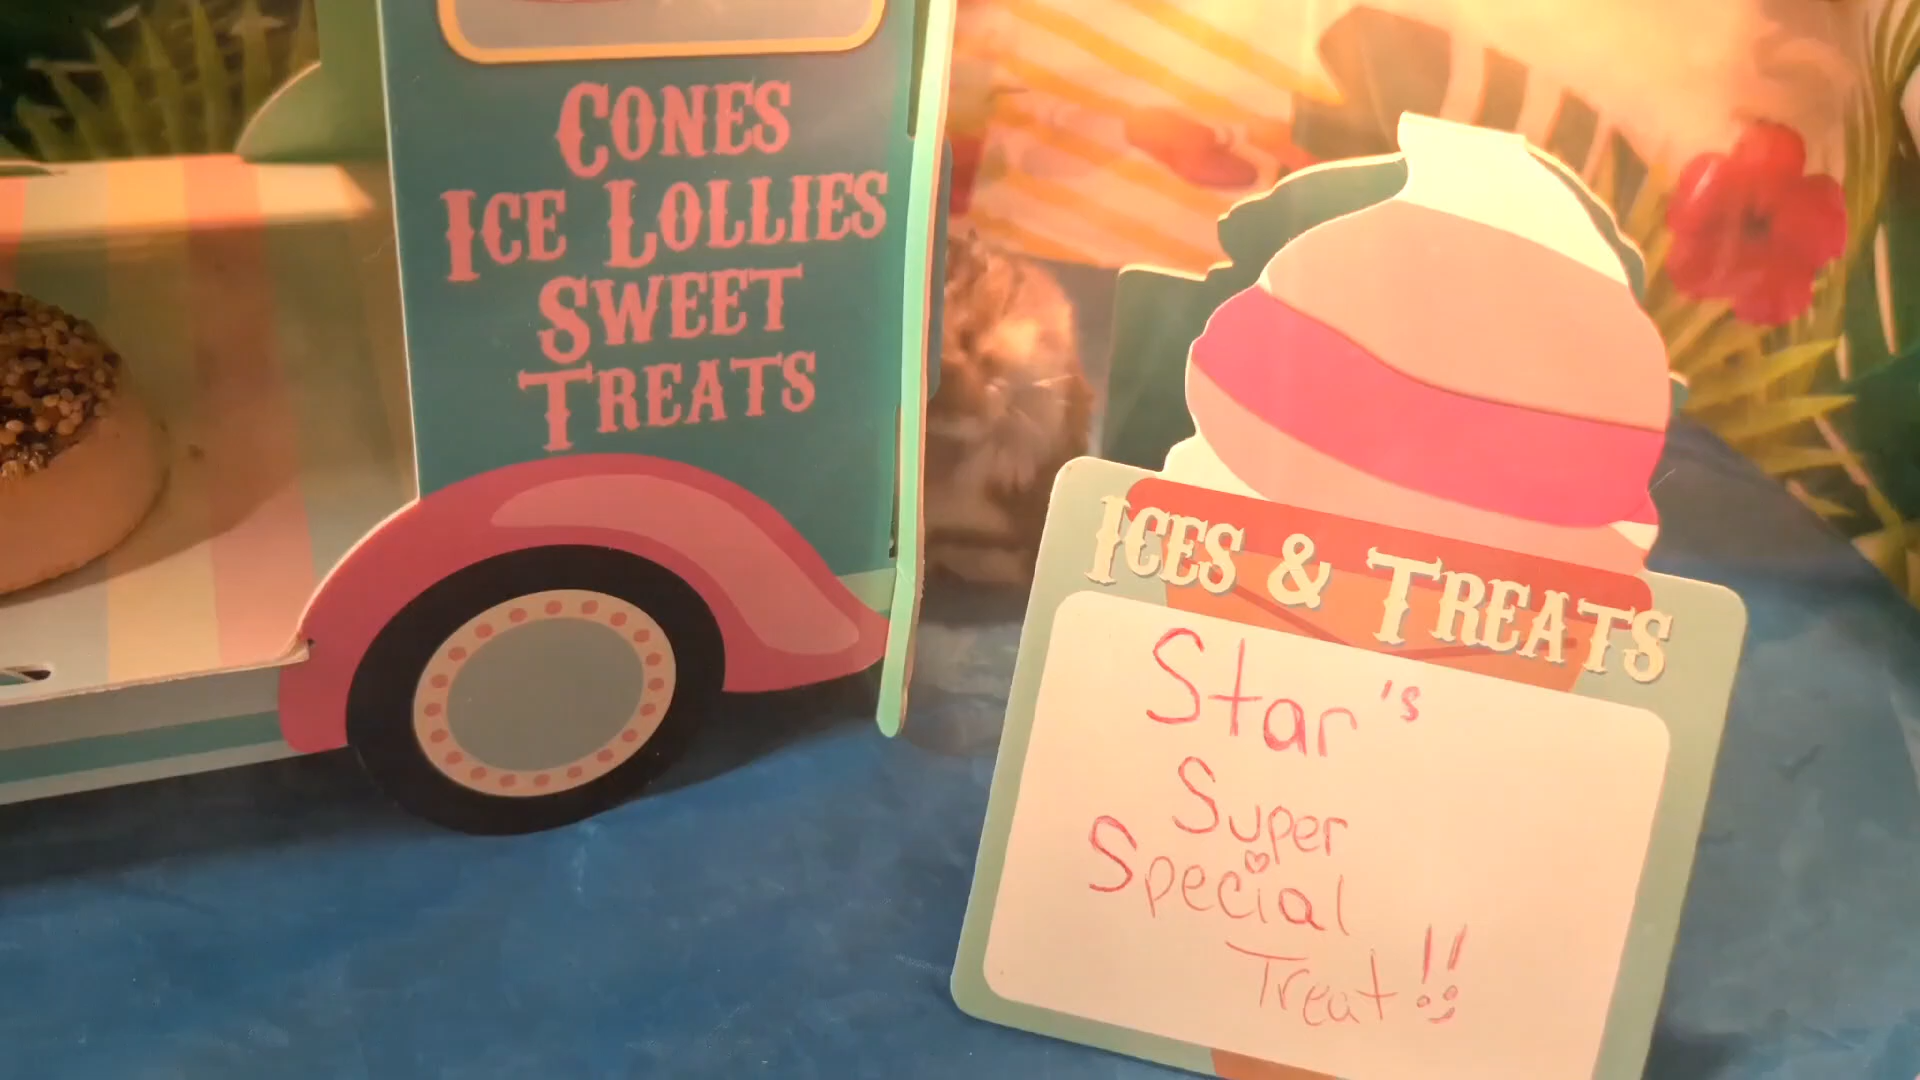 CONES
ICE LOLLIES
SWEET
TREATS
ICES & TREATS
Star's
Super
Special
Treat!!